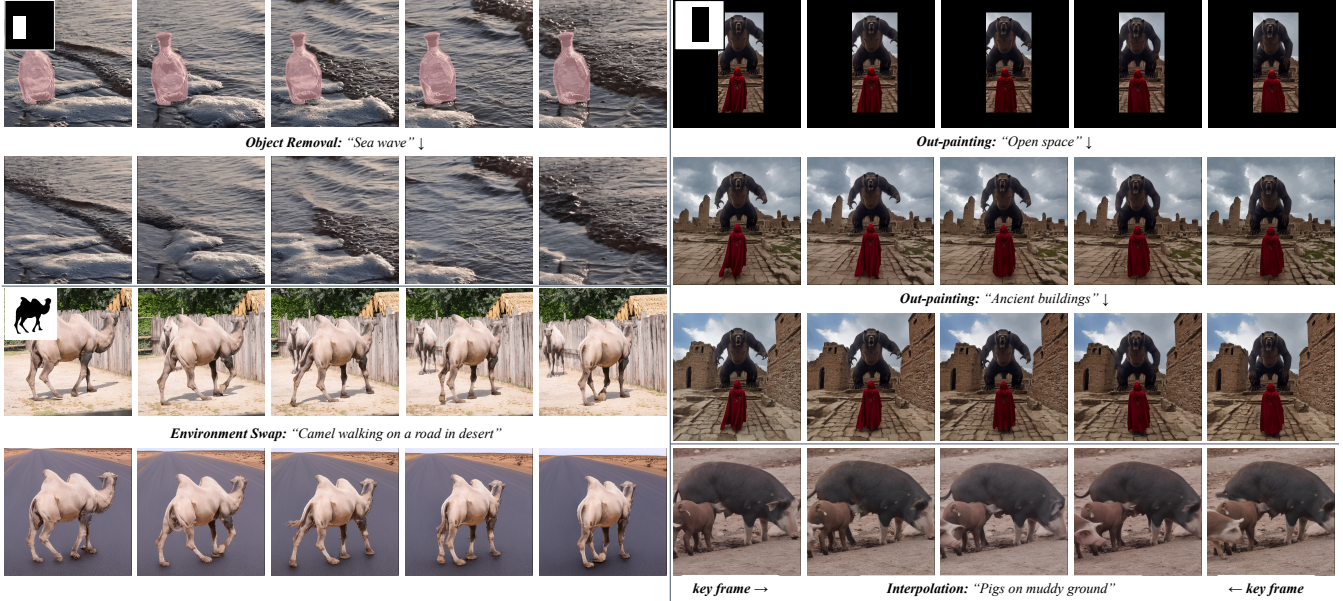 Object Removal: “Sea wave” ↓
Environment Swap: “Camel walking on a road in desert”
Out-painting: “Open space” ↓
Out-painting: “Ancient buildings” ↓
key frame → Interpolation: “Pigs on muddy ground” ← key frame